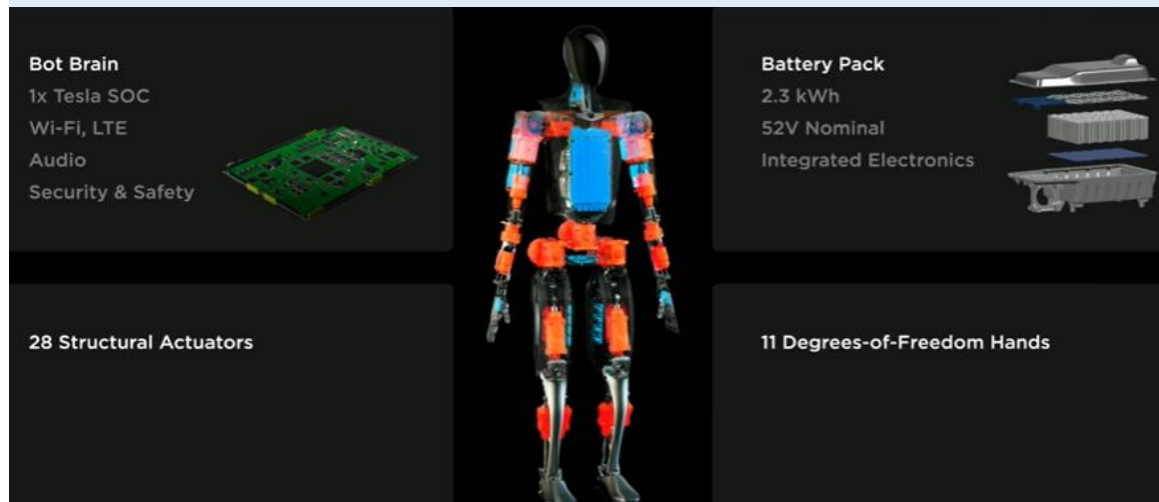 Bot Brain
1x Tesla SOC
Wi-Fi, LTE
Audio
Security & Safety
Battery Pack
2.3 kWh
52V Nominal
Integrated Electronics
28 Structural Actuators
11 Degrees-of-Freedom Hands